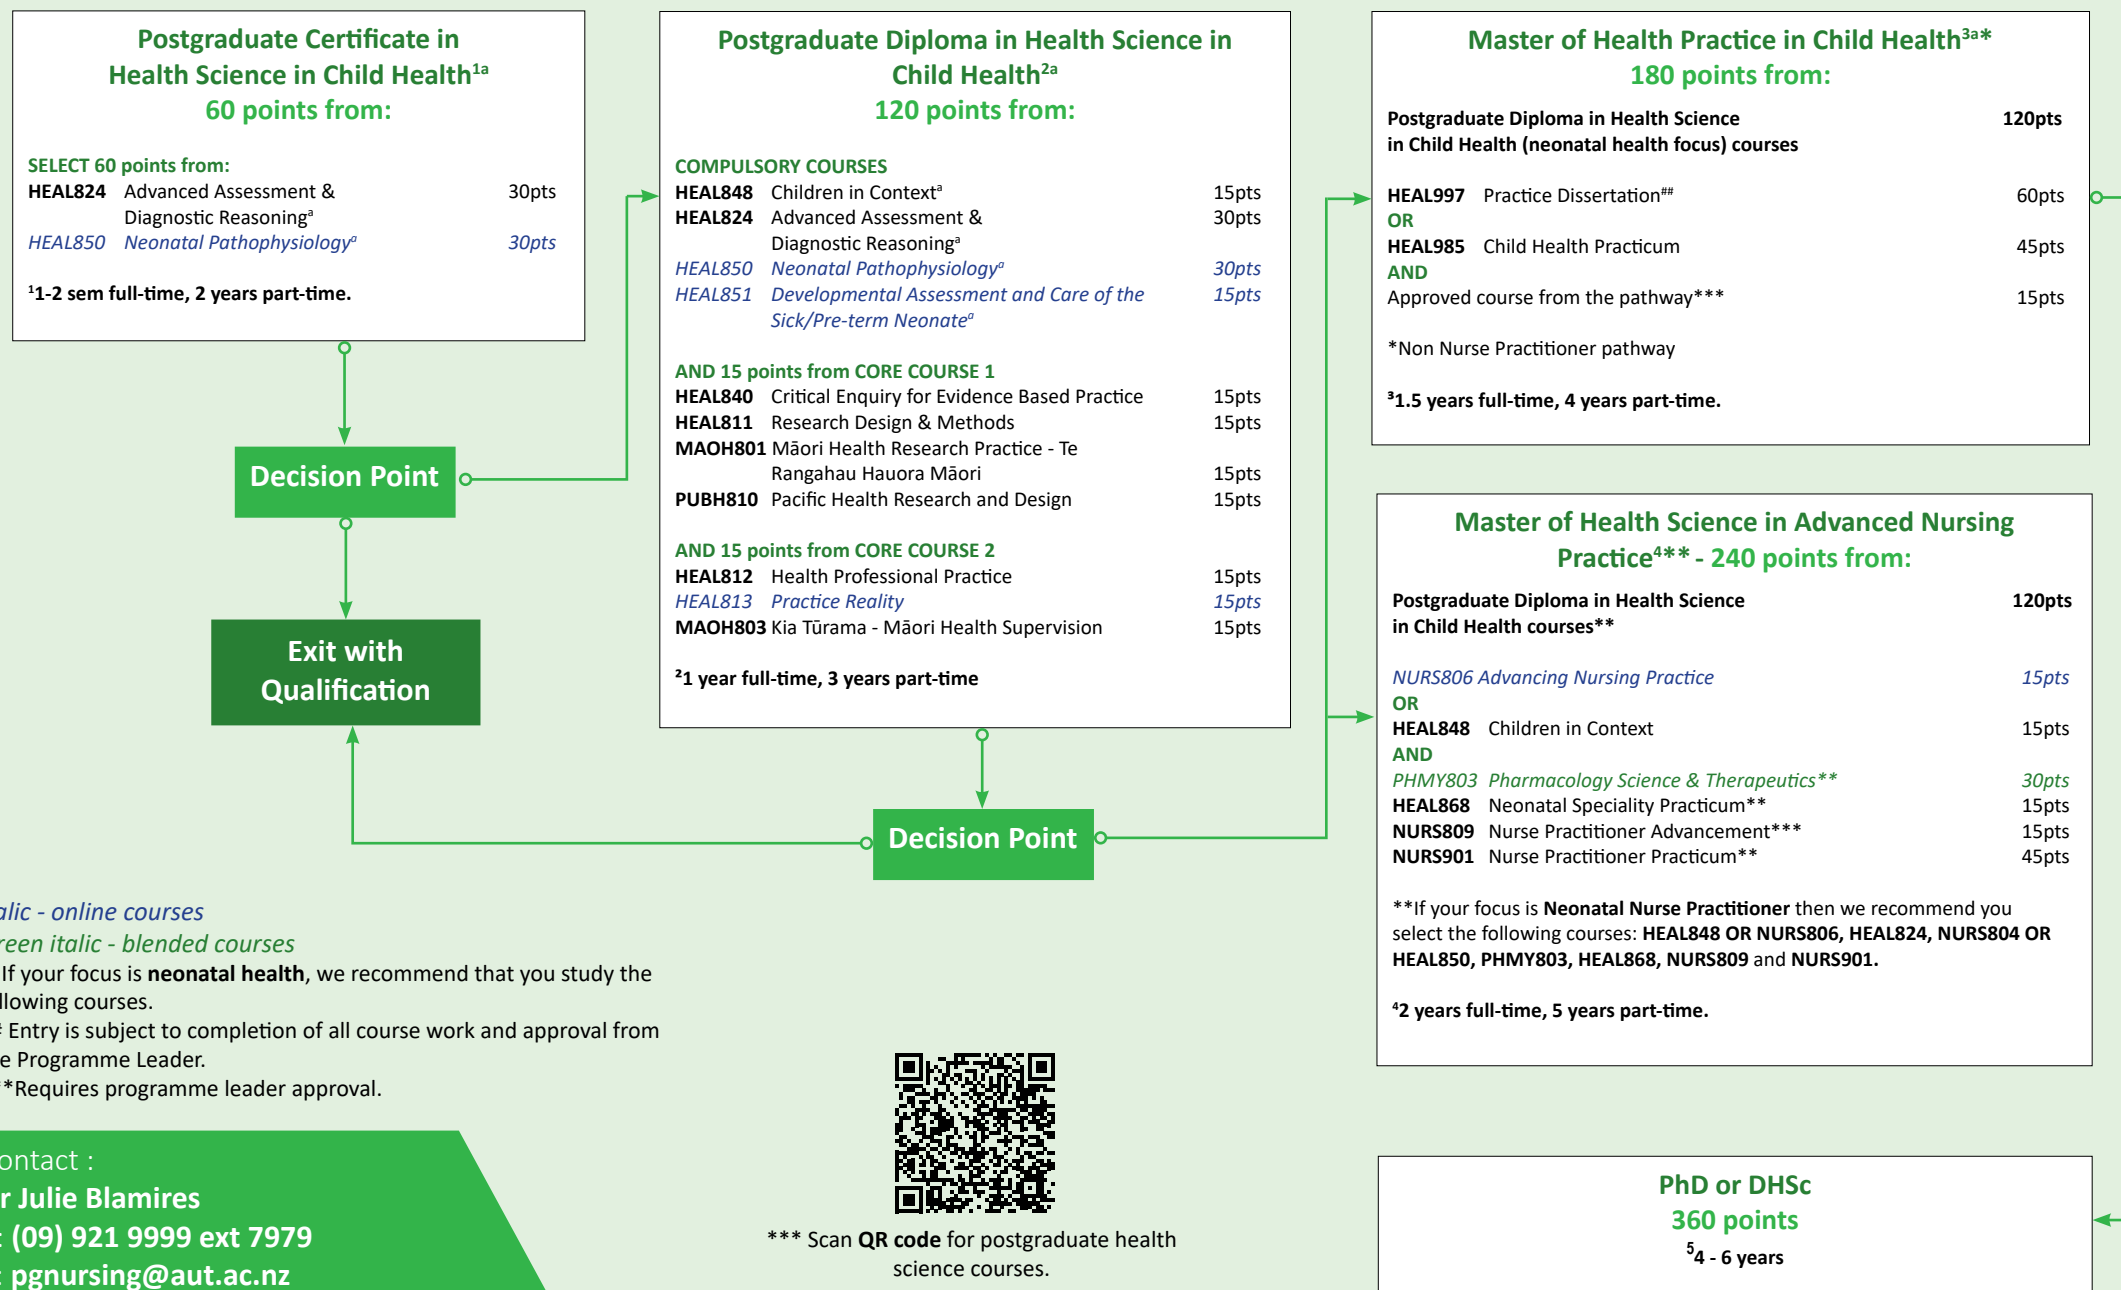 Postgraduate Certificate in
Health Science in Child Health1a
60 points from:
SELECT 60 points from:
HEAL824 Advanced Assessment & 30pts
Diagnostic Reasoningª
HEAL850 Neonatal Pathophysiologyª 30pts
¹1-2 sem full-time, 2 years part-time.
Decision Point
Exit with
Qualification
Postgraduate Diploma in Health Science in
Child Health2a
120 points from:
COMPULSORY COURSES
HEAL848 Children in Contextª 15pts
HEAL824 Advanced Assessment & 30pts
Diagnostic Reasoningª
HEAL850 Neonatal Pathophysiologyª 30pts
HEAL851 Developmental Assessment and Care of the 15pts
Sick/Pre-term Neonateª
AND 15 points from CORE COURSE 1
HEAL840 Critical Enquiry for Evidence Based Practice 15pts
HEAL811 Research Design & Methods 15pts
MAOH801 Māori Health Research Practice - Te
Rangahau Hauora Māori 15pts
PUBH810 Pacific Health Research and Design 15pts
AND 15 points from CORE COURSE 2
HEAL812 Health Professional Practice 15pts
HEAL813 Practice Reality 15pts
MAOH803 Kia Tūrama - Māori Health Supervision 15pts
²1 year full-time, 3 years part-time
Decision Point
Master of Health Practice in Child Health3a*
180 points from:
Postgraduate Diploma in Health Science 120pts
in Child Health (neonatal health focus) courses
HEAL997 Practice Dissertation## 60pts
OR
HEAL985 Child Health Practicum 45pts
AND
Approved course from the pathway*** 15pts
*Non Nurse Practitioner pathway
³1.5 years full-time, 4 years part-time.
Master of Health Science in Advanced Nursing
Practice4** - 240 points from:
Postgraduate Diploma in Health Science 120pts
in Child Health courses**
NURS806 Advancing Nursing Practice 15pts
OR
HEAL848 Children in Context 15pts
AND
PHMY803 Pharmacology Science & Therapeutics** 30pts
HEAL868 Neonatal Speciality Practicum** 15pts
NURS809 Nurse Practitioner Advancement*** 15pts
NURS901 Nurse Practitioner Practicum** 45pts
**If your focus is Neonatal Nurse Practitioner then we recommend you
select the following courses: HEAL848 OR NURS806, HEAL824, NURS804 OR
HEAL850, PHMY803, HEAL868, NURS809 and NURS901.
⁴2 years full-time, 5 years part-time.
alic - online courses
reen italic - blended courses
If your focus is neonatal health, we recommend that you study the
llowing courses.
# Entry is subject to completion of all course work and approval from
e Programme Leader.
**Requires programme leader approval.
ontact :
r Julie Blamires
: (09) 921 9999 ext 7979
: pgnursing@aut.ac.nz
*** Scan QR code for postgraduate health
science courses.
PhD or DHSc
360 points
⁵4 - 6 years